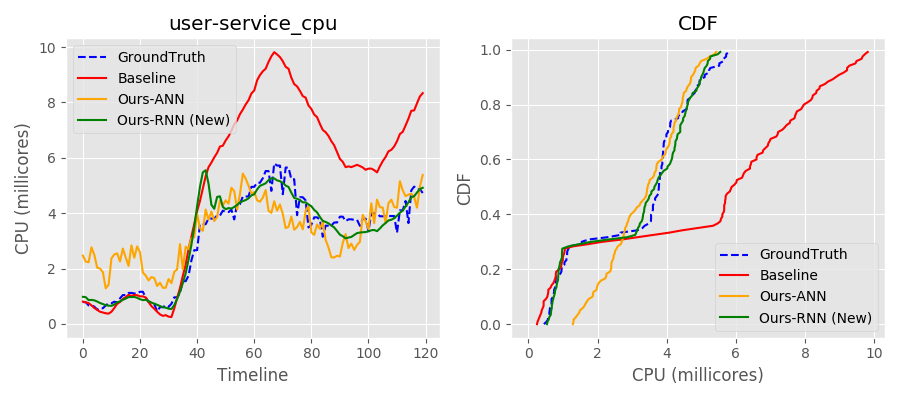 user-service_cpu
CPU (millicores)
10
8
6
4
2
0
GroundTruth
Baseline
Ours-ANN
Ours-RNN (New)
0 20 40 60 80 100 120
Timeline
CDF
CDF
1.0
0.8
0.6
0.4
0.2
0.0
GroundTruth
Baseline
Ours-ANN
Ours-RNN (New)
0 2 4 6 8 10
CPU (millicores)